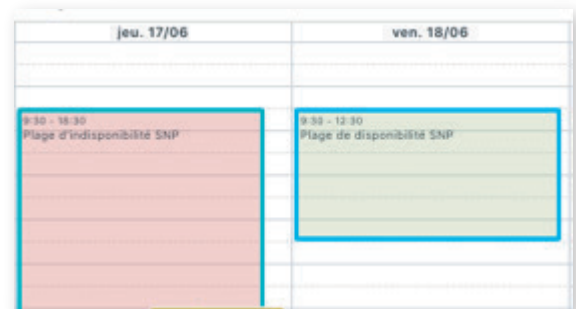 jeu. 17/06
ven. 18/06
9:30 - 18:30
Plage d'indisponibilité SNP
9:30 - 12:30
Plage de disponibilité SNP